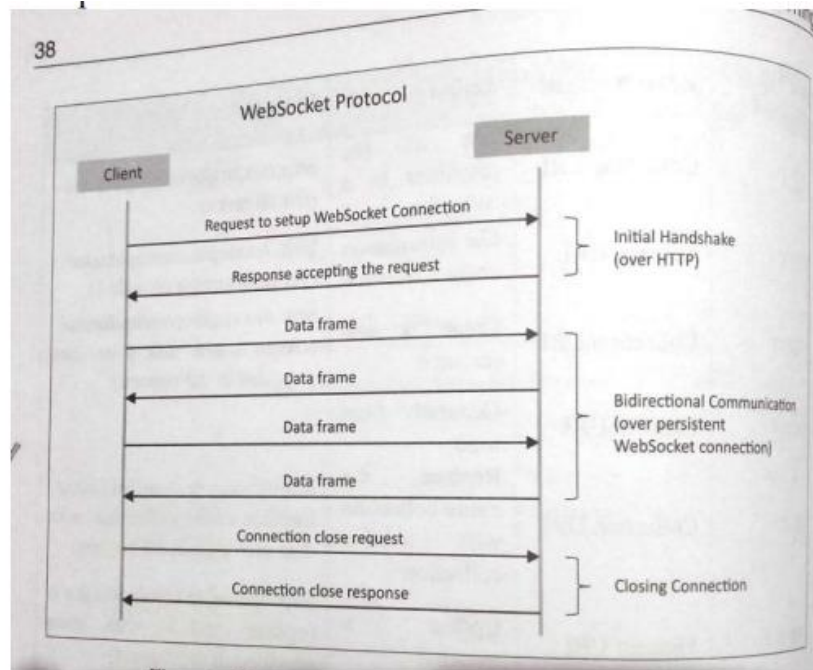 38
WebSocket Protocol
Client
Server
Request to setup WebSocket Connection
Initial Handshake
(over HTTP)
Response accepting the request
Data frame
Data frame
Bidirectional Communication
(over persistent
WebSocket connection)
Data frame
Data frame
Connection close request
Closing Connection
Connection close response